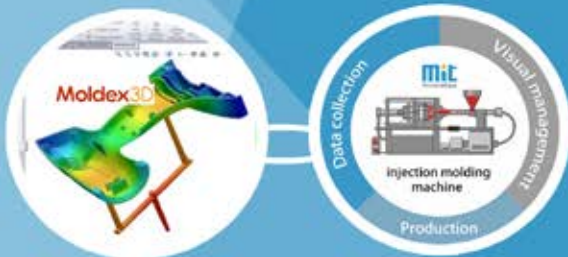 Moldex3D
Data collection
Visual management
mit
injection molding
machine
Production